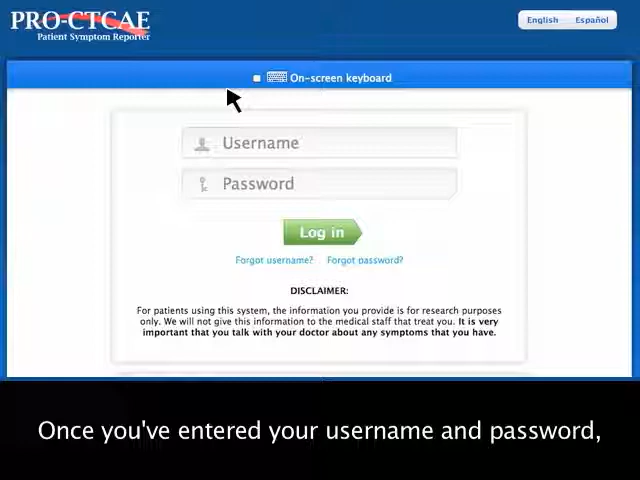 PRO-CTCAE
Patient Symptom Reporter
English Español
On-screen keyboard
Username
Password
Log in
Forgot username? Forgot password?
DISCLAIMER:
For patients using this system, the information you provide is for research purposes
only. We will not give this information to the medical staff that treat you. It is very
important that you talk with your doctor about any symptoms that you have.
Once you've entered your username and password,